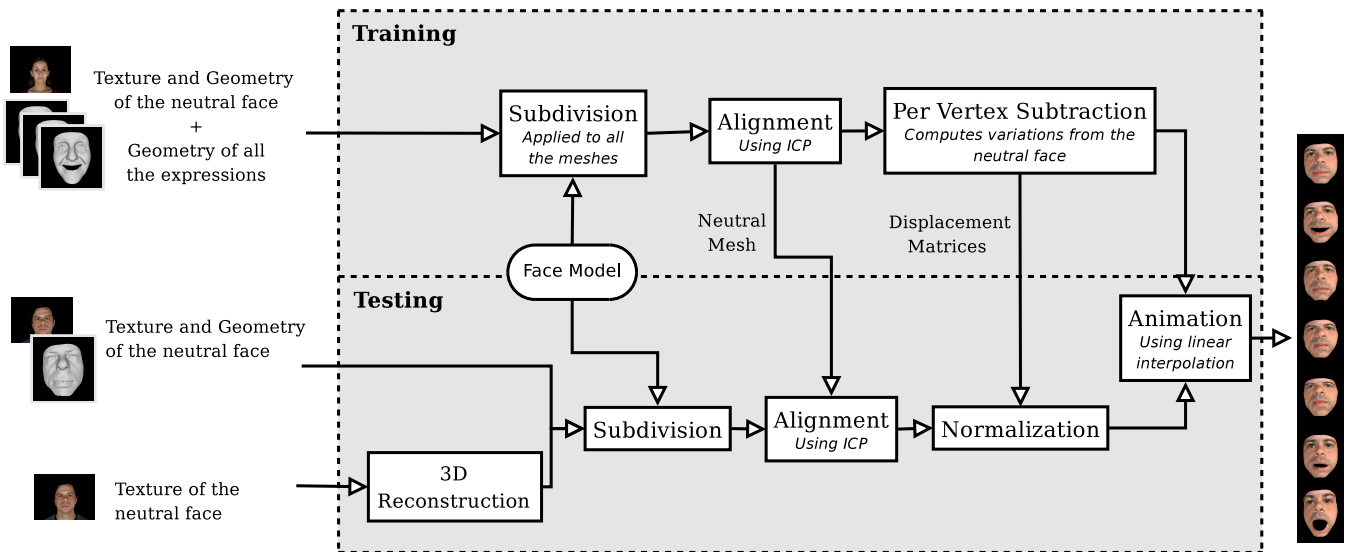 Training
Texture and Geometry
of the neutral face
+
Geometry of all
the expressions
Subdivision
Applied to all
the meshes
Alignment
Using ICP
Per Vertex Subtraction
Computes variations from the
neutral face
Neutral
Mesh
Displacement
Matrices
Face Model
Testing
Texture and Geometry
of the neutral face
Animation
Using linear
interpolation
Subdivision
Alignment
Using ICP
Normalization
3D
Reconstruction
Texture of the
neutral face